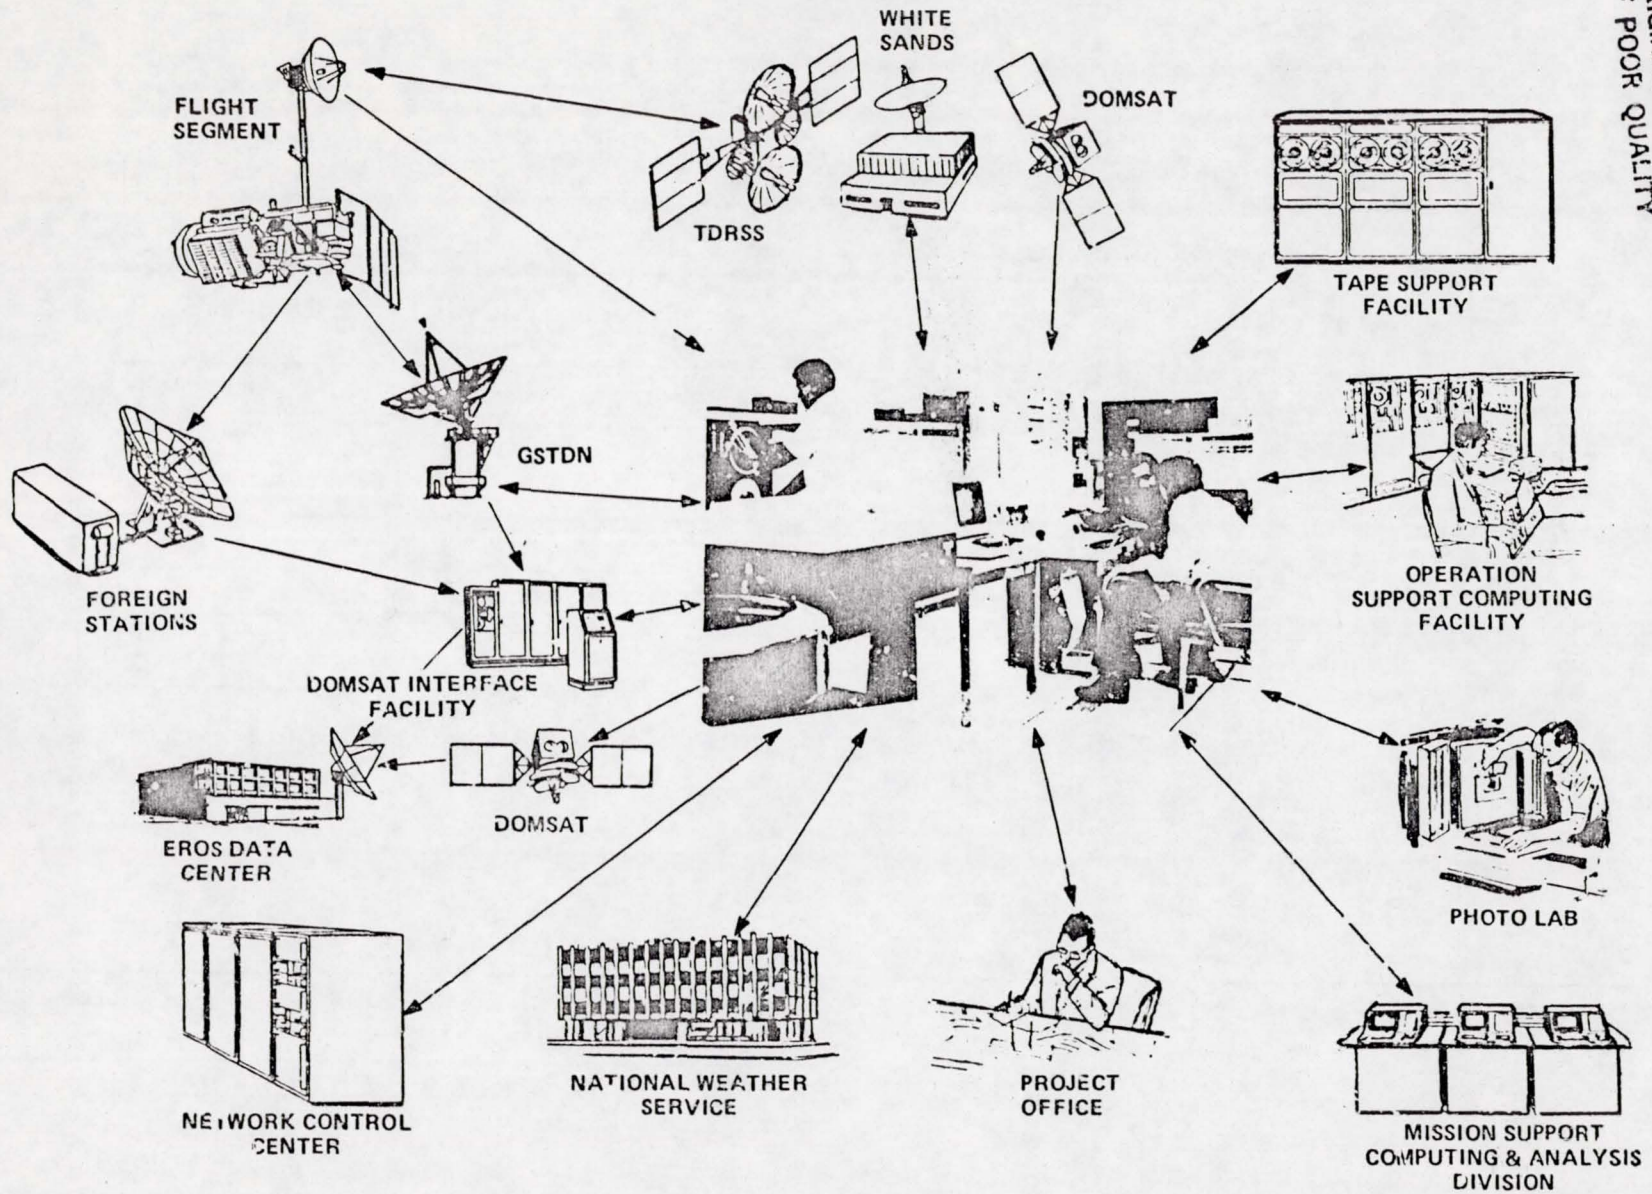 POOR QUALITY
WHITE
SANDS
FLIGHT
SEGMENT
DOMSAT
TDRSS
TAPE SUPPORT
FACILITY
GSTDN
FOREIGN
STATIONS
OPERATION
SUPPORT COMPUTING
FACILITY
DOMSAT INTERFACE
FACILITY
DOMSAT
EROS DATA
CENTER
PHOTO LAB
NETWORK CONTROL
CENTER
NATIONAL WEATHER
SERVICE
PROJECT
OFFICE
MISSION SUPPORT
COMPUTING & ANALYSIS
DIVISION